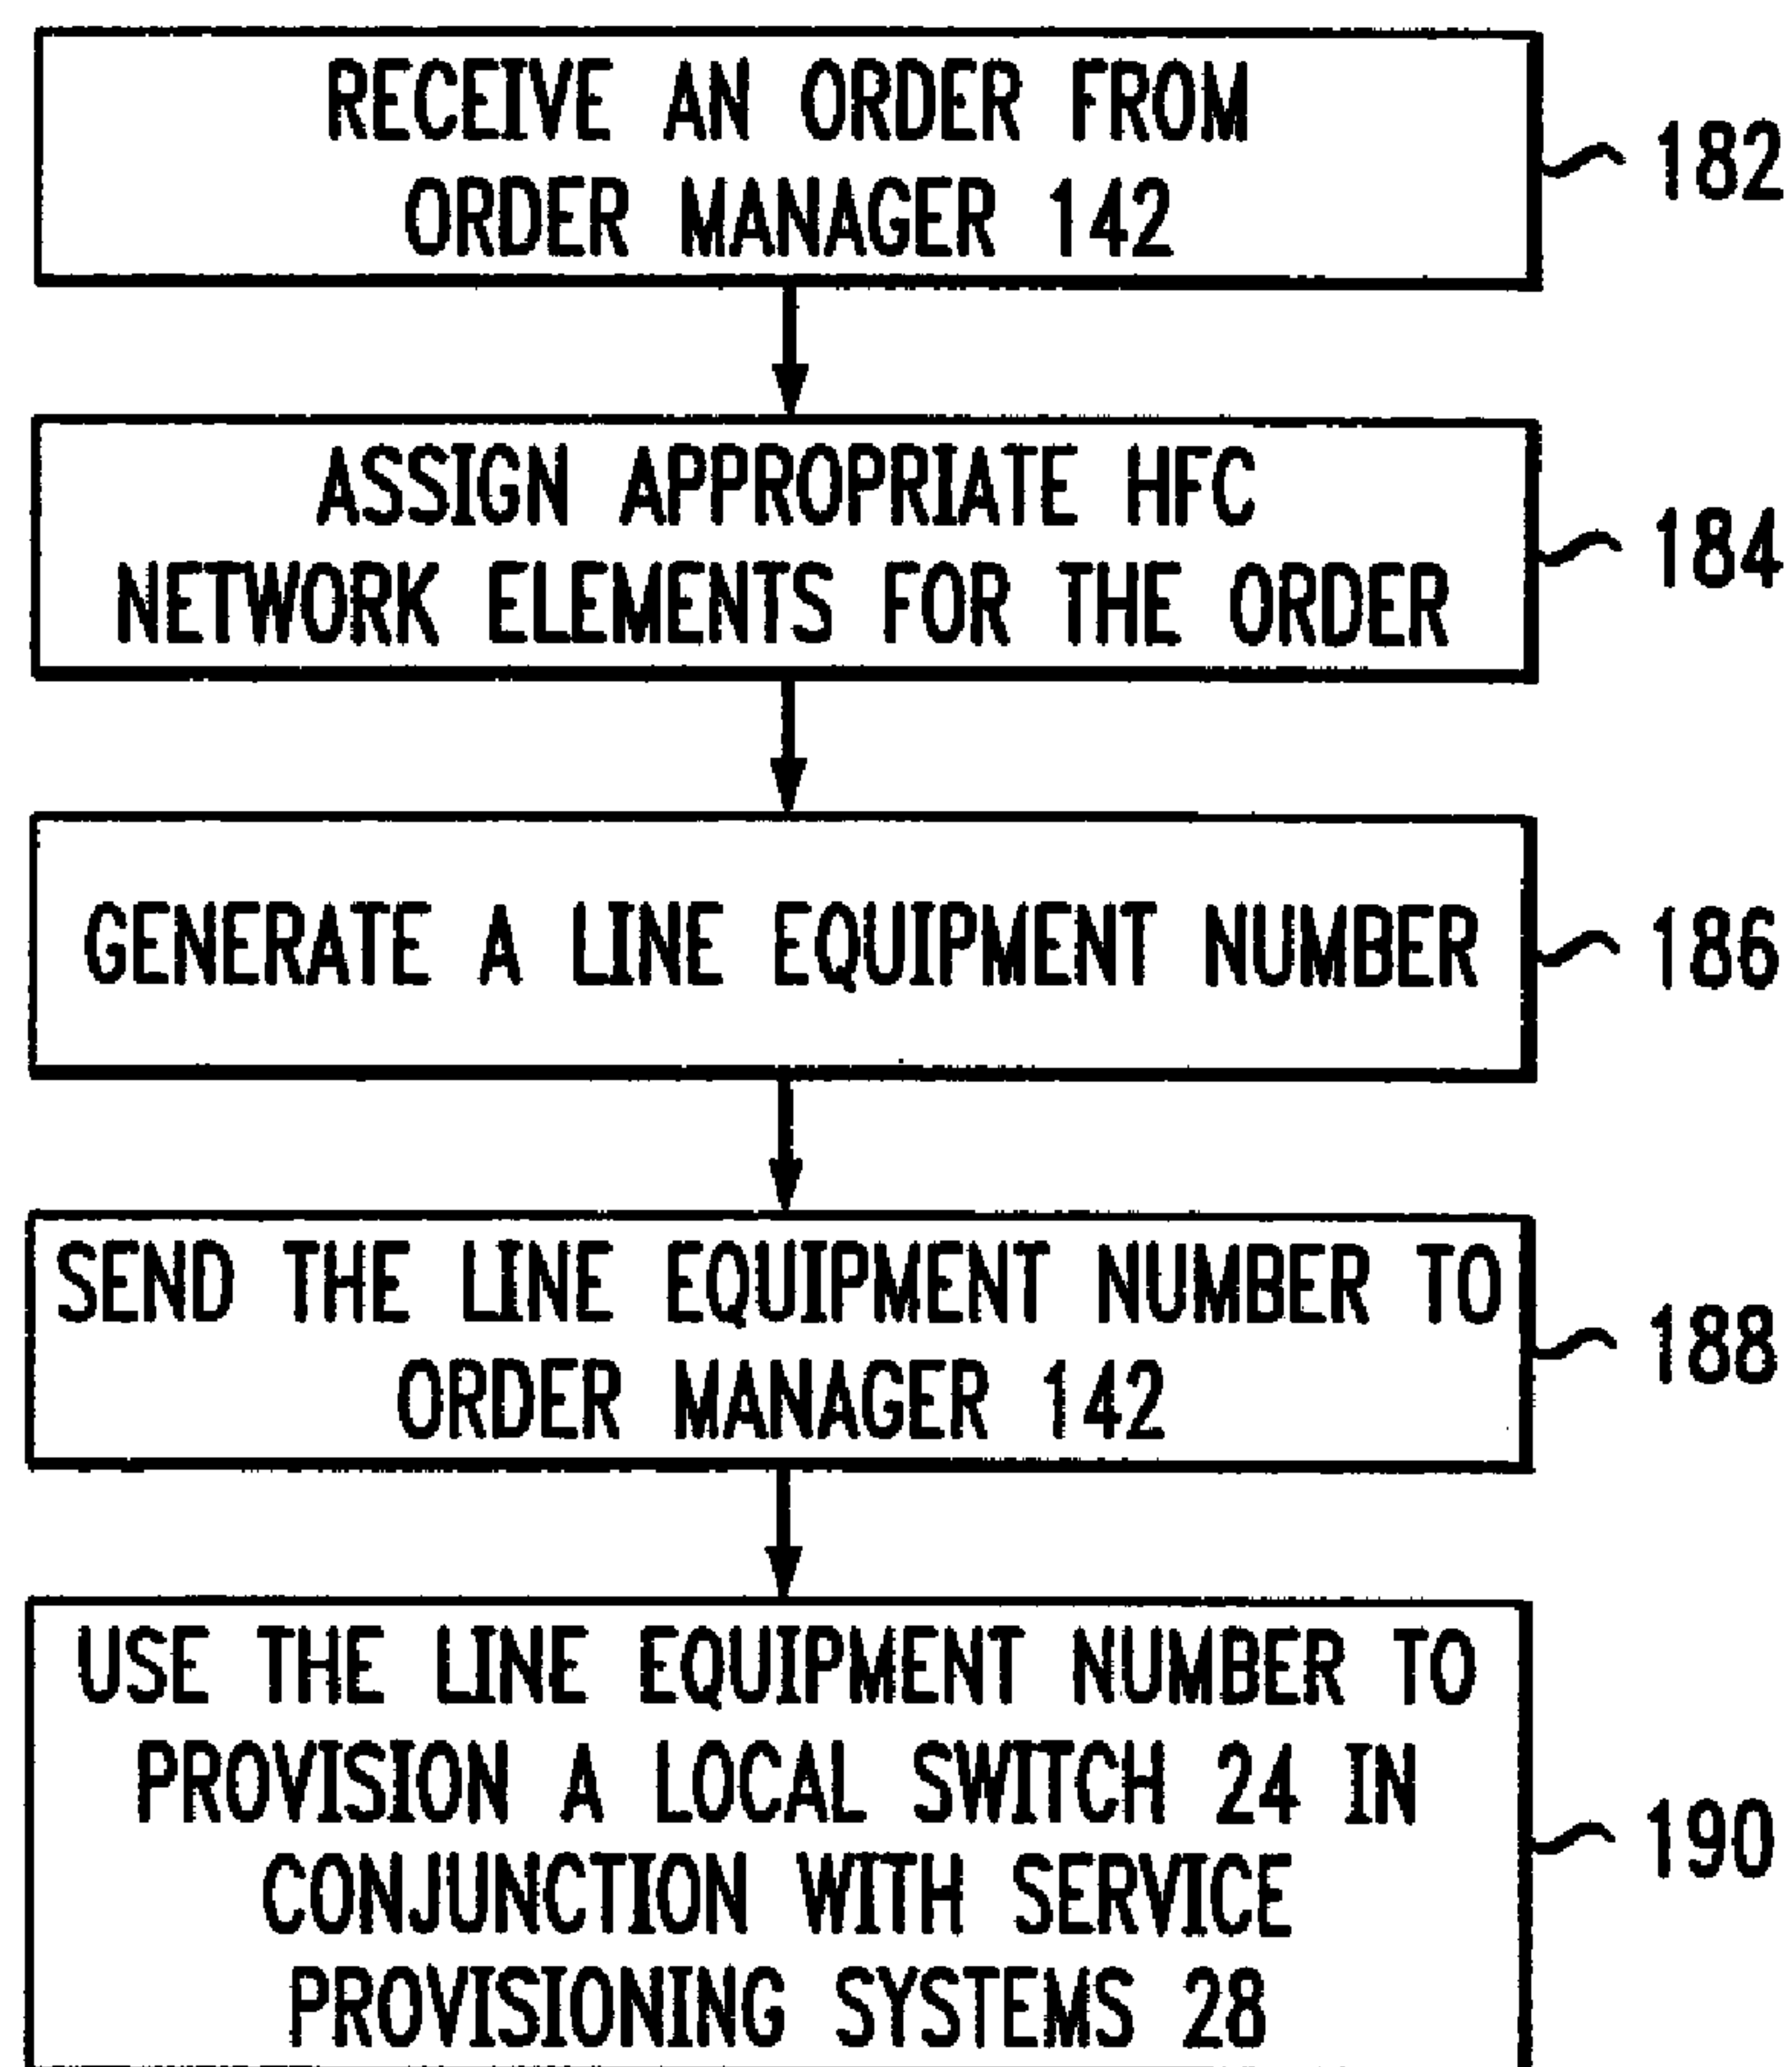 RECEIVE AN ORDER FROM
ORDER MANAGER 142
182
ASSIGN APPROPRIATE HFC
NETWORK ELEMENTS FOR THE ORDER
184
GENERATE A LINE EQUIPMENT NUMBER
186
SEND THE LINE EQUIPMENT NUMBER TO
ORDER MANAGER 142
188
USE THE LINE EQUIPMENT NUMBER TO
PROVISION A LOCAL SWITCH 24 IN
CONJUNCTION WITH SERVICE
PROVISIONING SYSTEMS 28
190